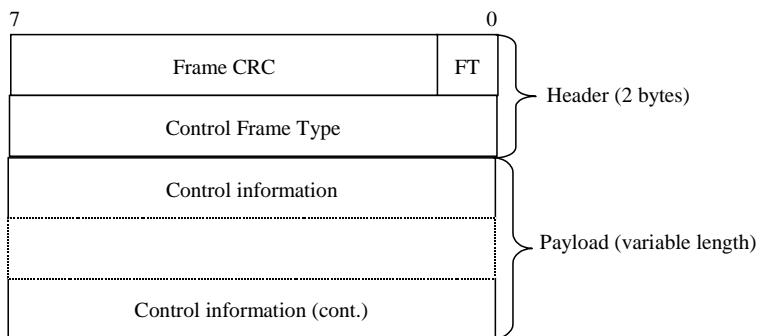 7 0
Frame CRC FT
Header (2 bytes)
Control Frame Type
Control information
Payload (variable length)
Control information (cont.)